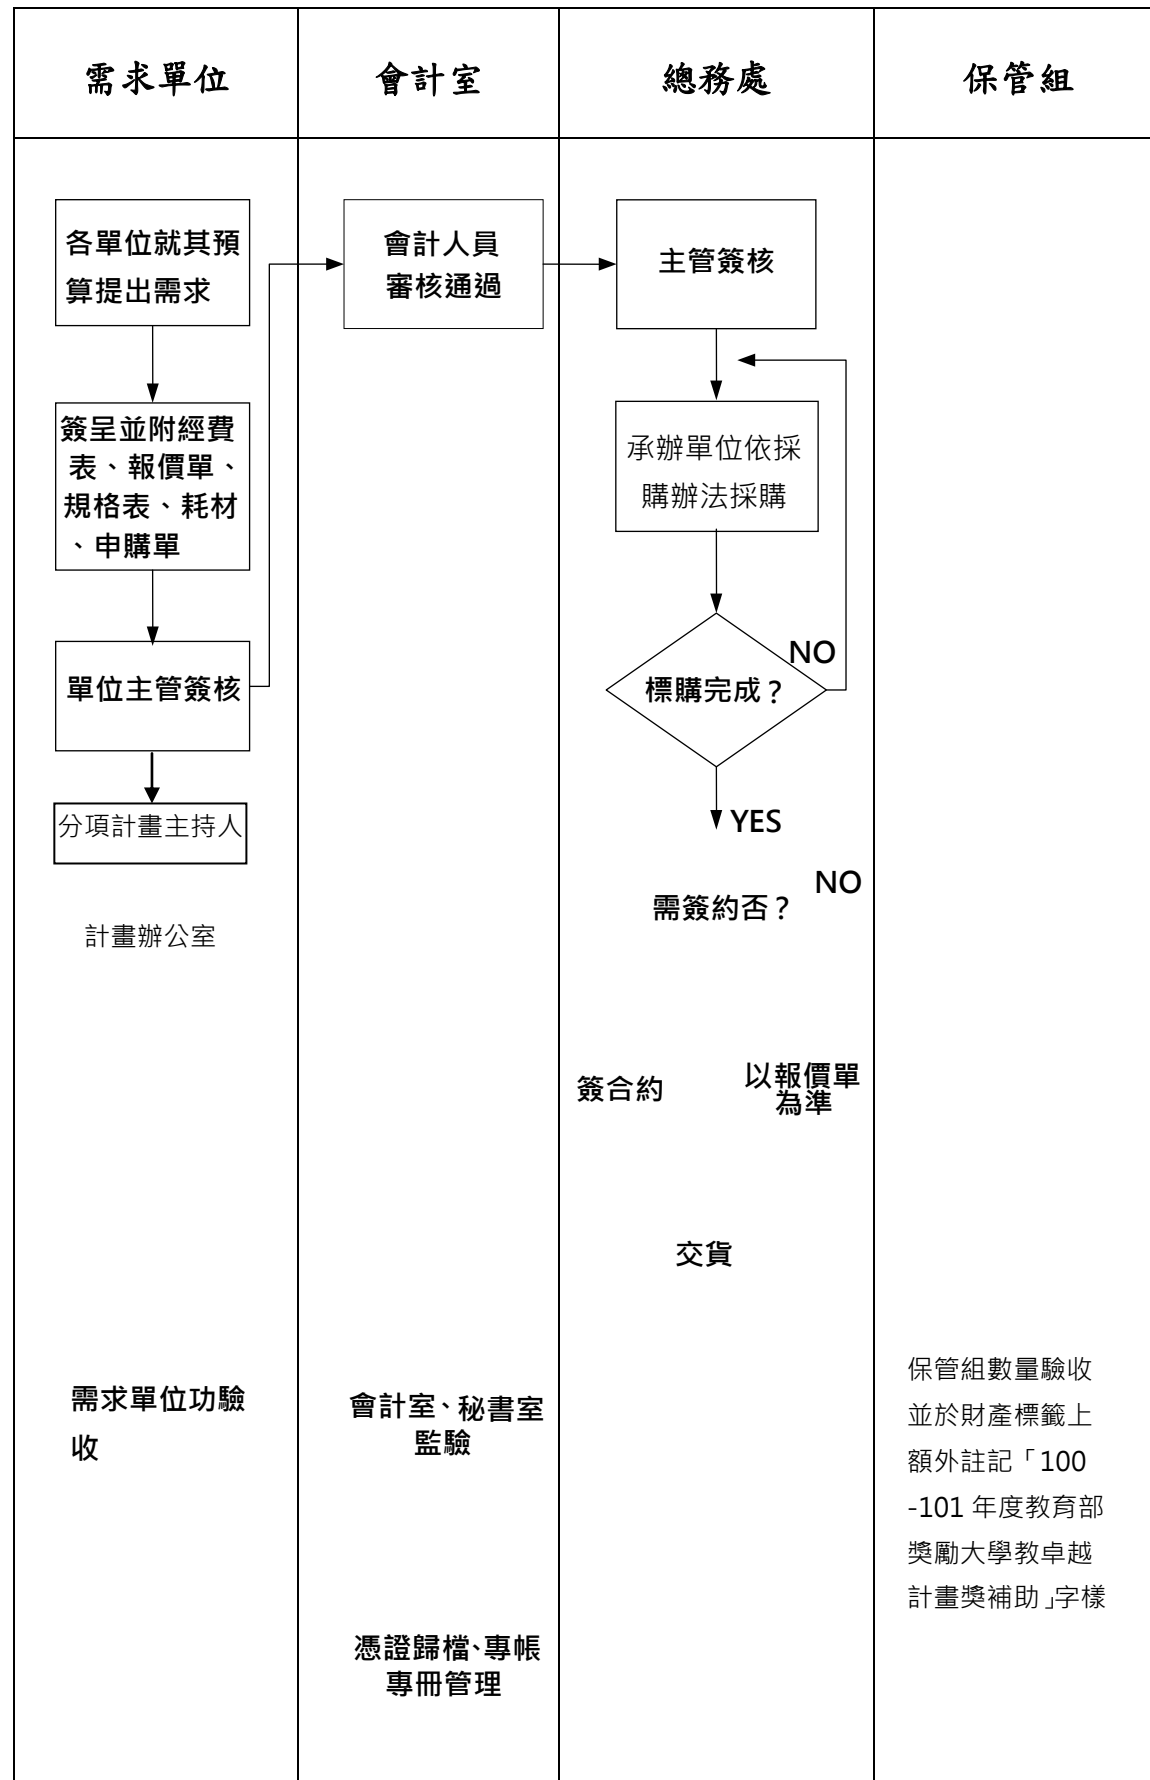 需求單位
會計室
總務處
保管組
各單位就其預
算提出需求
會計人員
審核通過
主管簽核
簽呈並附經費
表、報價單、
規格表、耗材
、申購單
承辦單位依採
購辦法採購
單位主管簽核
NO
標購完成？
分項計畫主持人
YES
計畫辦公室
NO
需簽約否？
簽合約
以報價單
為準
交貨
需求單位功驗
收
會計室、秘書室
監驗
保管組數量驗收
並於財產標籤上
額外註記「100
-101 年度教育部
獎勵大學教卓越
計畫獎補助」字樣
憑證歸檔、專帳
專冊管理